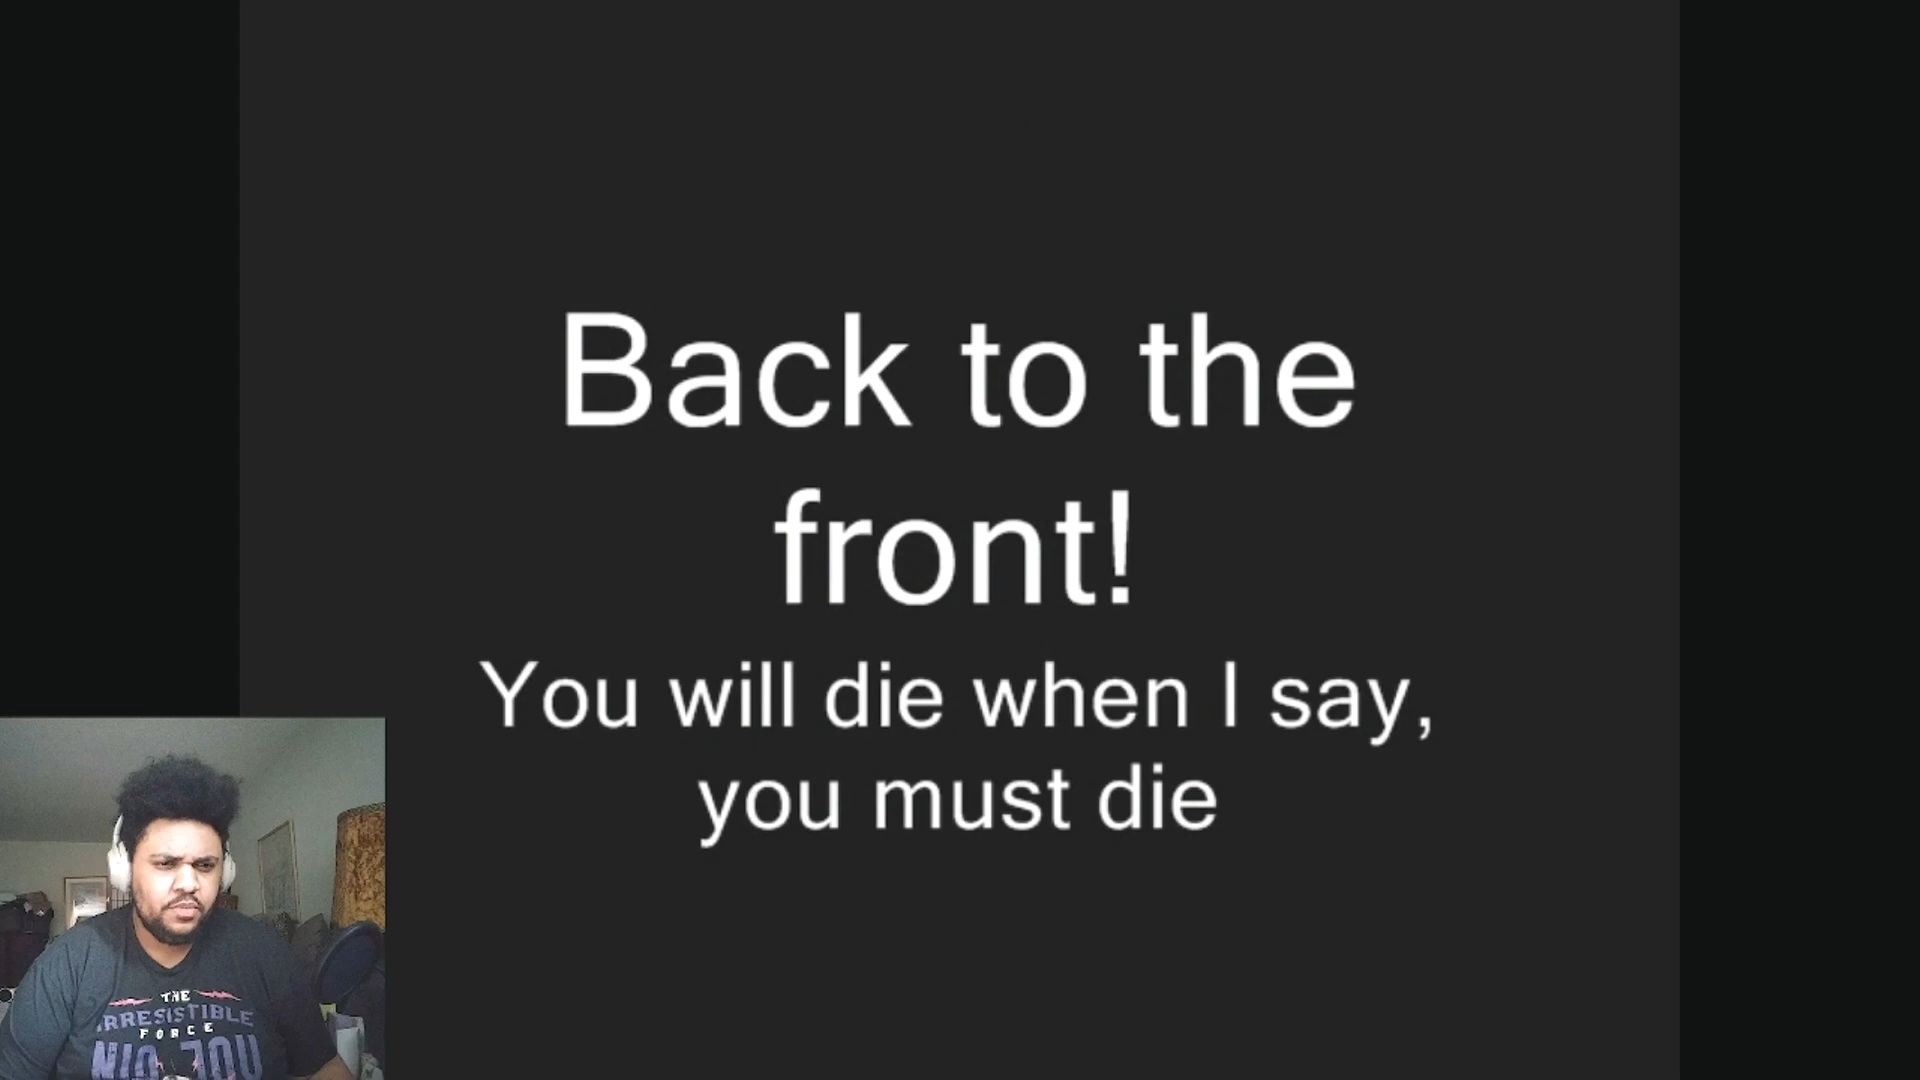 Back to the
front!
You will die when I say,
you must die
THE
IRRESISTIBLE
FORCE